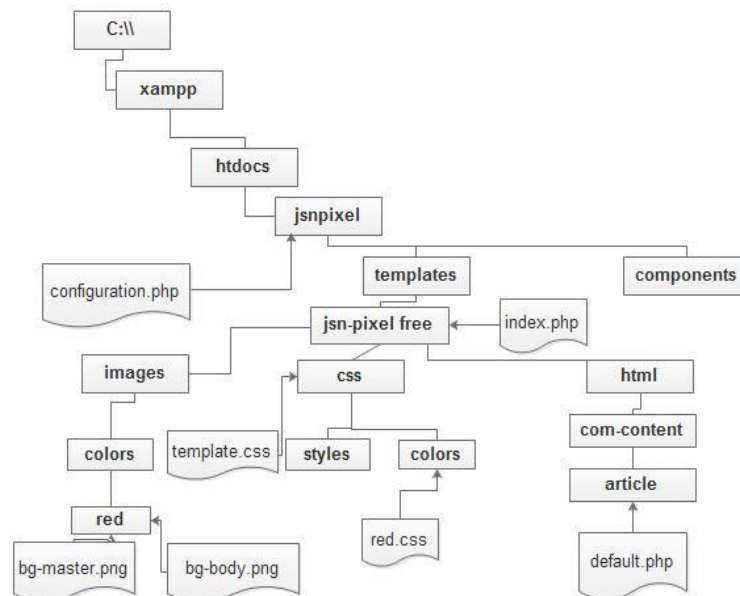 C:\\
xampp
htdocs
jsnpixel
templates
components
configuration.php
jsn-pixel free
index.php
images
css
html
com-content
template.css
colors
styles
colors
article
red
red.css
bg-master.png
bg-body.png
default.php